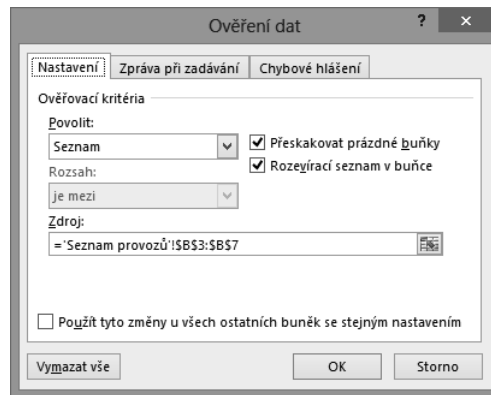 Ověření dat
? ×
Nastavení Zpráva při zadávání Chybové hlášení
Ověřovací kritéria
Povolit:
Seznam
Přeskakovat prázdné buňky
Rozevírací seznam v buňce
Rozsah:
je mezi
Zdroj:
='Seznam provozů'!$B$3:$B$7
Použít tyto změny u všech ostatních buněk se stejným nastavením
Vymazat vše OK Storno